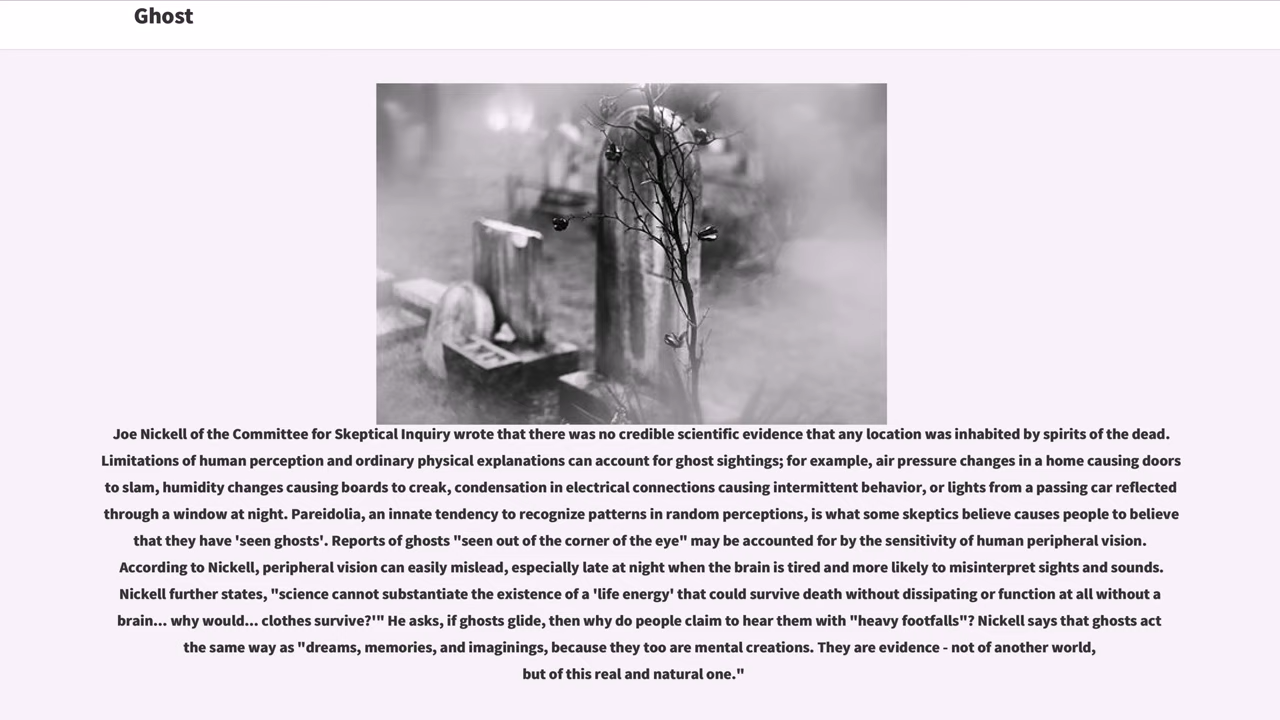 Ghost
Joe Nickell of the Committee for Skeptical Inquiry wrote that there was no credible scientific evidence that any location was inhabited by spirits of the dead.
Limitations of human perception and ordinary physical explanations can account for ghost sightings; for example, air pressure changes in a home causing doors
to slam, humidity changes causing boards to creak, condensation in electrical connections causing intermittent behavior, or lights from a passing car reflected
through a window at night. Pareidolia, an innate tendency to recognize patterns in random perceptions, is what some skeptics believe causes people to believe
that they have 'seen ghosts'. Reports of ghosts "seen out of the corner of the eye" may be accounted for by the sensitivity of human peripheral vision.
According to Nickell, peripheral vision can easily mislead, especially late at night when the brain is tired and more likely to misinterpret sights and sounds.
Nickell further states, "science cannot substantiate the existence of a 'life energy' that could survive death without dissipating or function at all without a
brain... why would... clothes survive?'" He asks, if ghosts glide, then why do people claim to hear them with "heavy footfalls"? Nickell says that ghosts act
the same way as "dreams, memories, and imaginings, because they too are mental creations. They are evidence - not of another world,
but of this real and natural one."